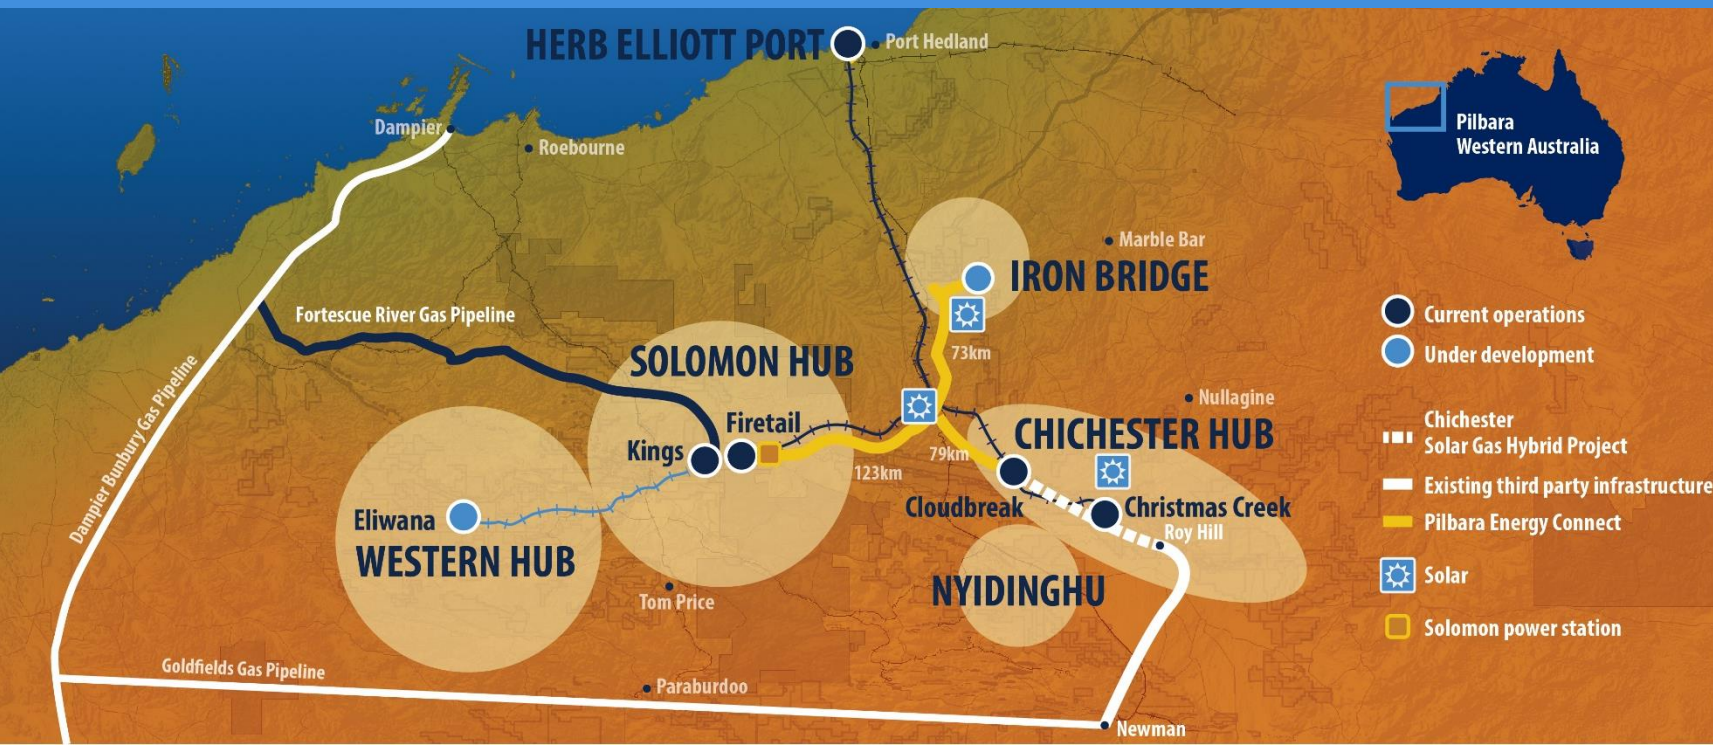 HERB ELLIOTT PORT
Port Hedland
Dampier
Roebourne
Pilbara
Western Australia
Marble Bar
IRON BRIDGE
Fortescue River Gas Pipeline
Current operations
Under development
73km
SOLOMON HUB
Dampier Bunbury Gas Pipeline
Nullagine
Firetail
CHICHESTER HUB
Chichester
Solar Gas Hybrid Project
Kings
79km
123km
Existing third party infrastructure
Eliwana
Cloudbreak
Christmas Creek
Pilbara Energy Connect
Roy Hill
WESTERN HUB
Solar
NYIDINGHU
Tom Price
Solomon power station
Goldfields Gas Pipeline
Paraburdoo
Newman